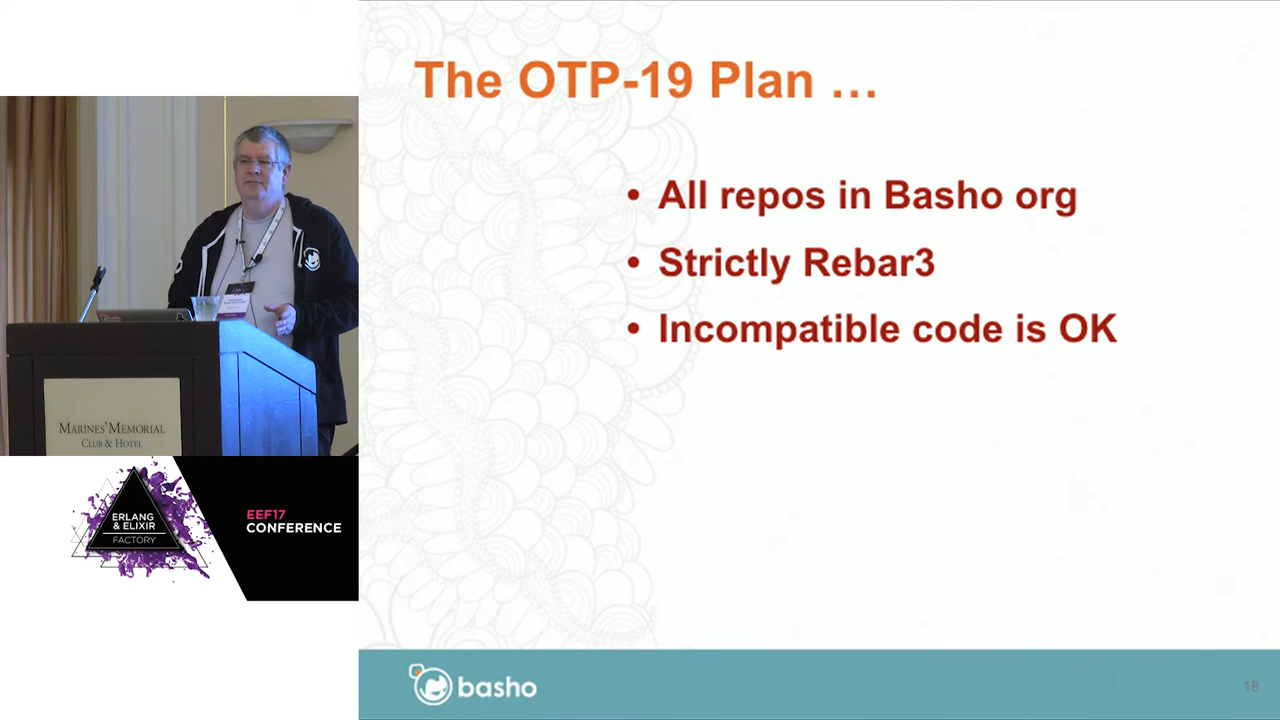 The OTP-19 Plan …
• All repos in Basho org
• Strictly Rebar3
• Incompatible code is OK
MARINES' MEMORIAL
CLUB & HOTEL
ERLANG
& ELIXIR
FACTORY
EEF17
CONFERENCE
basho
18